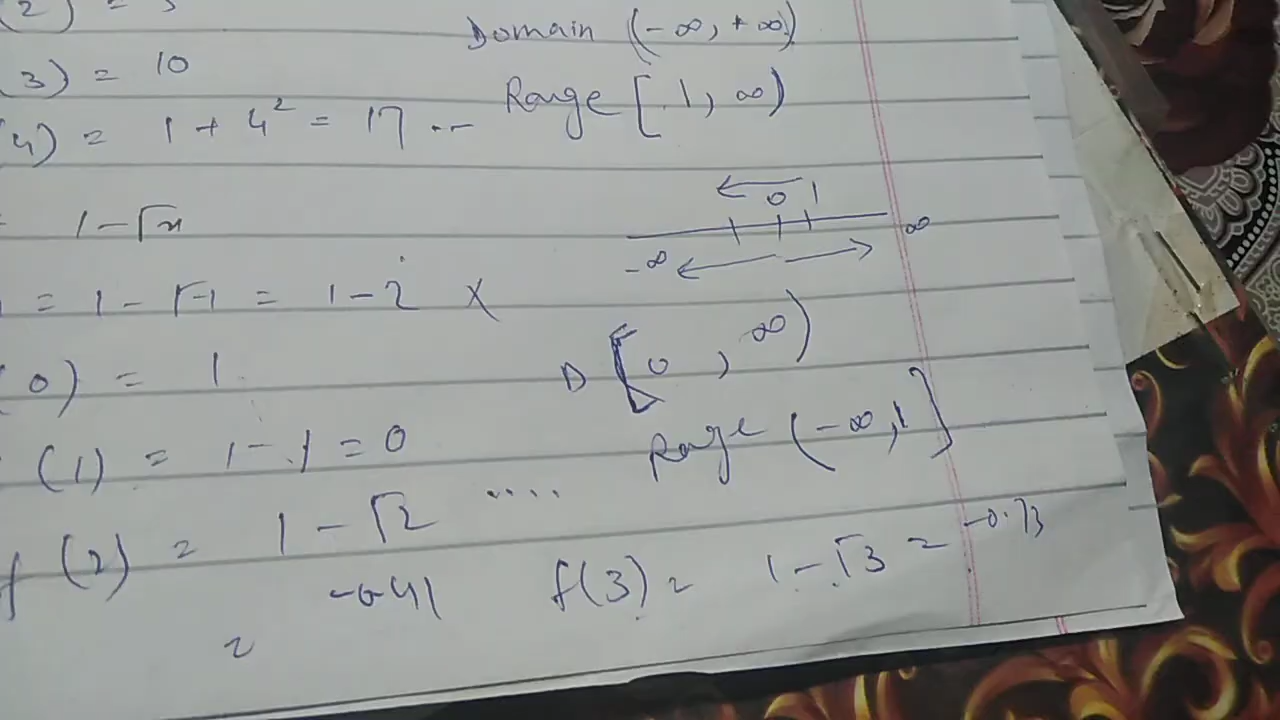 (2) = 5
Domain (-∞, +∞)
(3) = 10
Range [1, ∞)
(4) = 1 + 4² = 17 ...
0 1
= 1 - √x
-∞ ∞
) = 1 - √-1 = 1 - i ×
D [0, ∞)
(0) = 1
Range (-∞, 1]
(1) = 1 - 1 = 0
f(2) = 1 - √2 ....
f(3) = 1 - √3 = -0.73
= -0.41